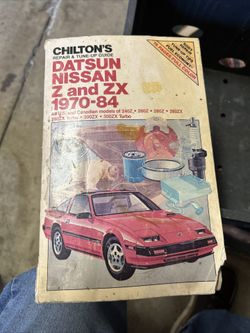 CHILTON'S
REPAIR & TUNE-UP GUIDE
DATSUN
NISSAN
Z and ZX
1970-84
All U.S. and Canadian models of 240Z, 260Z, 280Z, 280ZX
280ZX Turbo, 300ZX, 300ZX Turbo